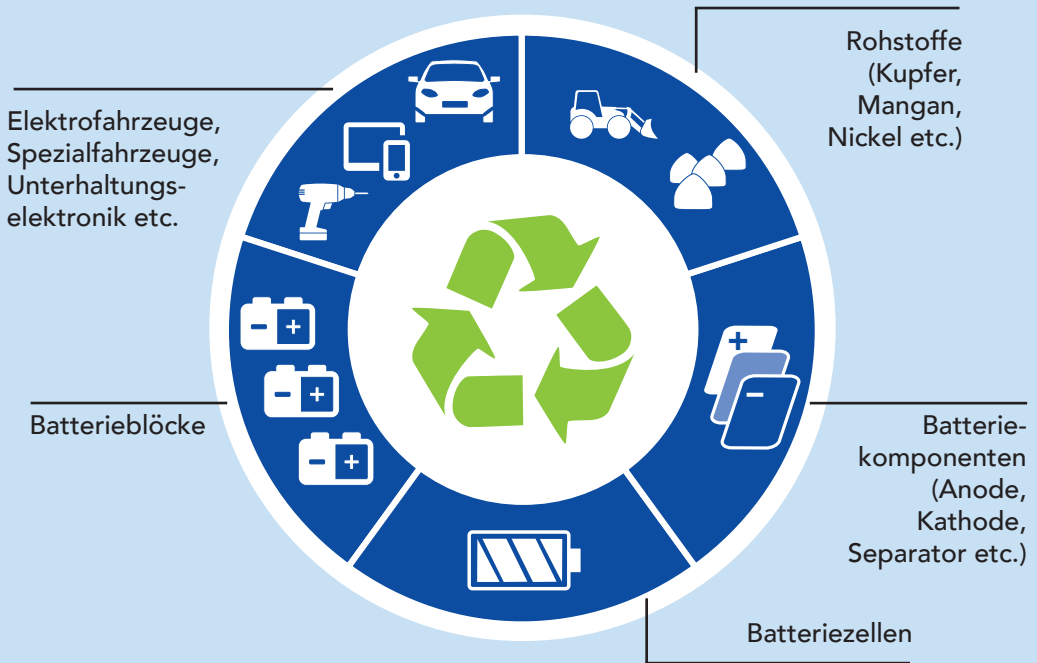 Rohstoffe
(Kupfer,
Mangan,
Nickel etc.)
Elektrofahrzeuge,
Spezialfahrzeuge,
Unterhaltungs-
elektronik etc.
Batterieblöcke
Batterie-
komponenten
(Anode,
Kathode,
Separator etc.)
Batteriezellen